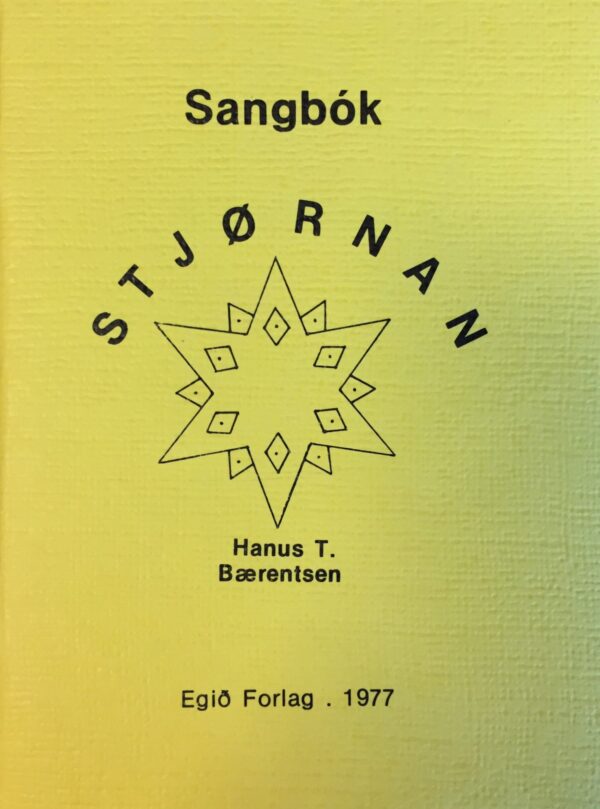 Sangbók
STJØRNAN
Hanus T.
Bærentsen
Egið Forlag . 1977